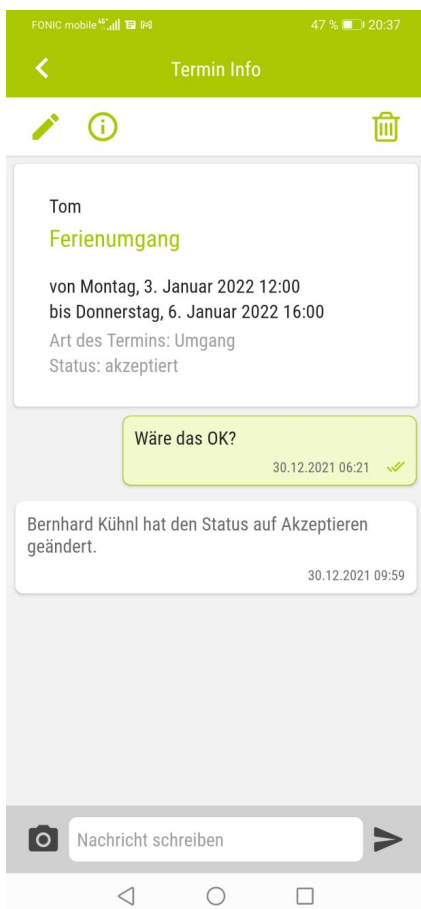 FONIC mobile 4G 47 % 20:37
Termin Info
Tom
Ferienumgang
von Montag, 3. Januar 2022 12:00
bis Donnerstag, 6. Januar 2022 16:00
Art des Termins: Umgang
Status: akzeptiert
Wäre das OK?
30.12.2021 06:21
Bernhard Kühnl hat den Status auf Akzeptieren
geändert.
30.12.2021 09:59
Nachricht schreiben